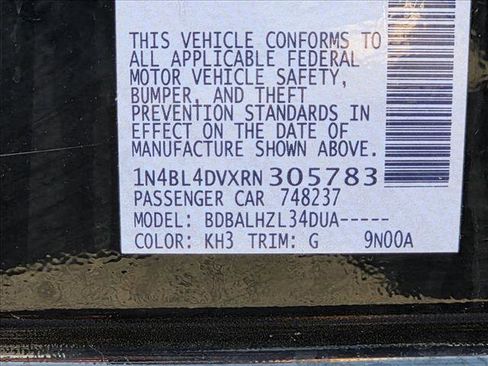 THIS VEHICLE CONFORMS TO
ALL APPLICABLE FEDERAL
MOTOR VEHICLE SAFETY,
BUMPER, AND THEFT
PREVENTION STANDARDS IN
EFFECT ON THE DATE OF
MANUFACTURE SHOWN ABOVE.
1N4BL4DVXRN305783
PASSENGER CAR 748237
MODEL: BDBALHZL34DUA-----
COLOR: KH3 TRIM: G 9N00A